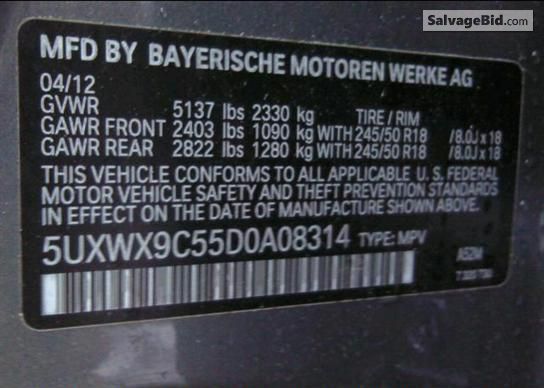 SalvageBid.com
MFD BY BAYERISCHE MOTOREN WERKE AG
04/12
GVWR 5137 lbs 2330 kg TIRE / RIM
GAWR FRONT 2403 lbs 1090 kg WITH 245/50 R18 /8.0J x 18
GAWR REAR 2822 lbs 1280 kg WITH 245/50 R18 /8.0J x 18
THIS VEHICLE CONFORMS TO ALL APPLICABLE U. S. FEDERAL
MOTOR VEHICLE SAFETY AND THEFT PREVENTION STANDARDS
IN EFFECT ON THE DATE OF MANUFACTURE SHOWN ABOVE.
5UXWX9C55D0A08314 TYPE: MPV
A52M